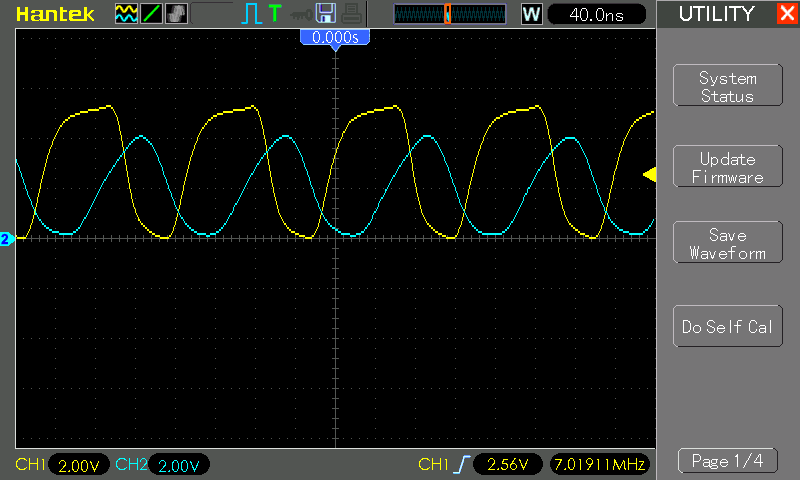 Hantek
T
W
40.0ns
UTILITY
0.000s
System
Status
Update
Firmware
2
Save
Waveform
Do Self Cal
CH1 2.00V CH2 2.00V CH1 2.56V 7.01911MHz
Page 1/4